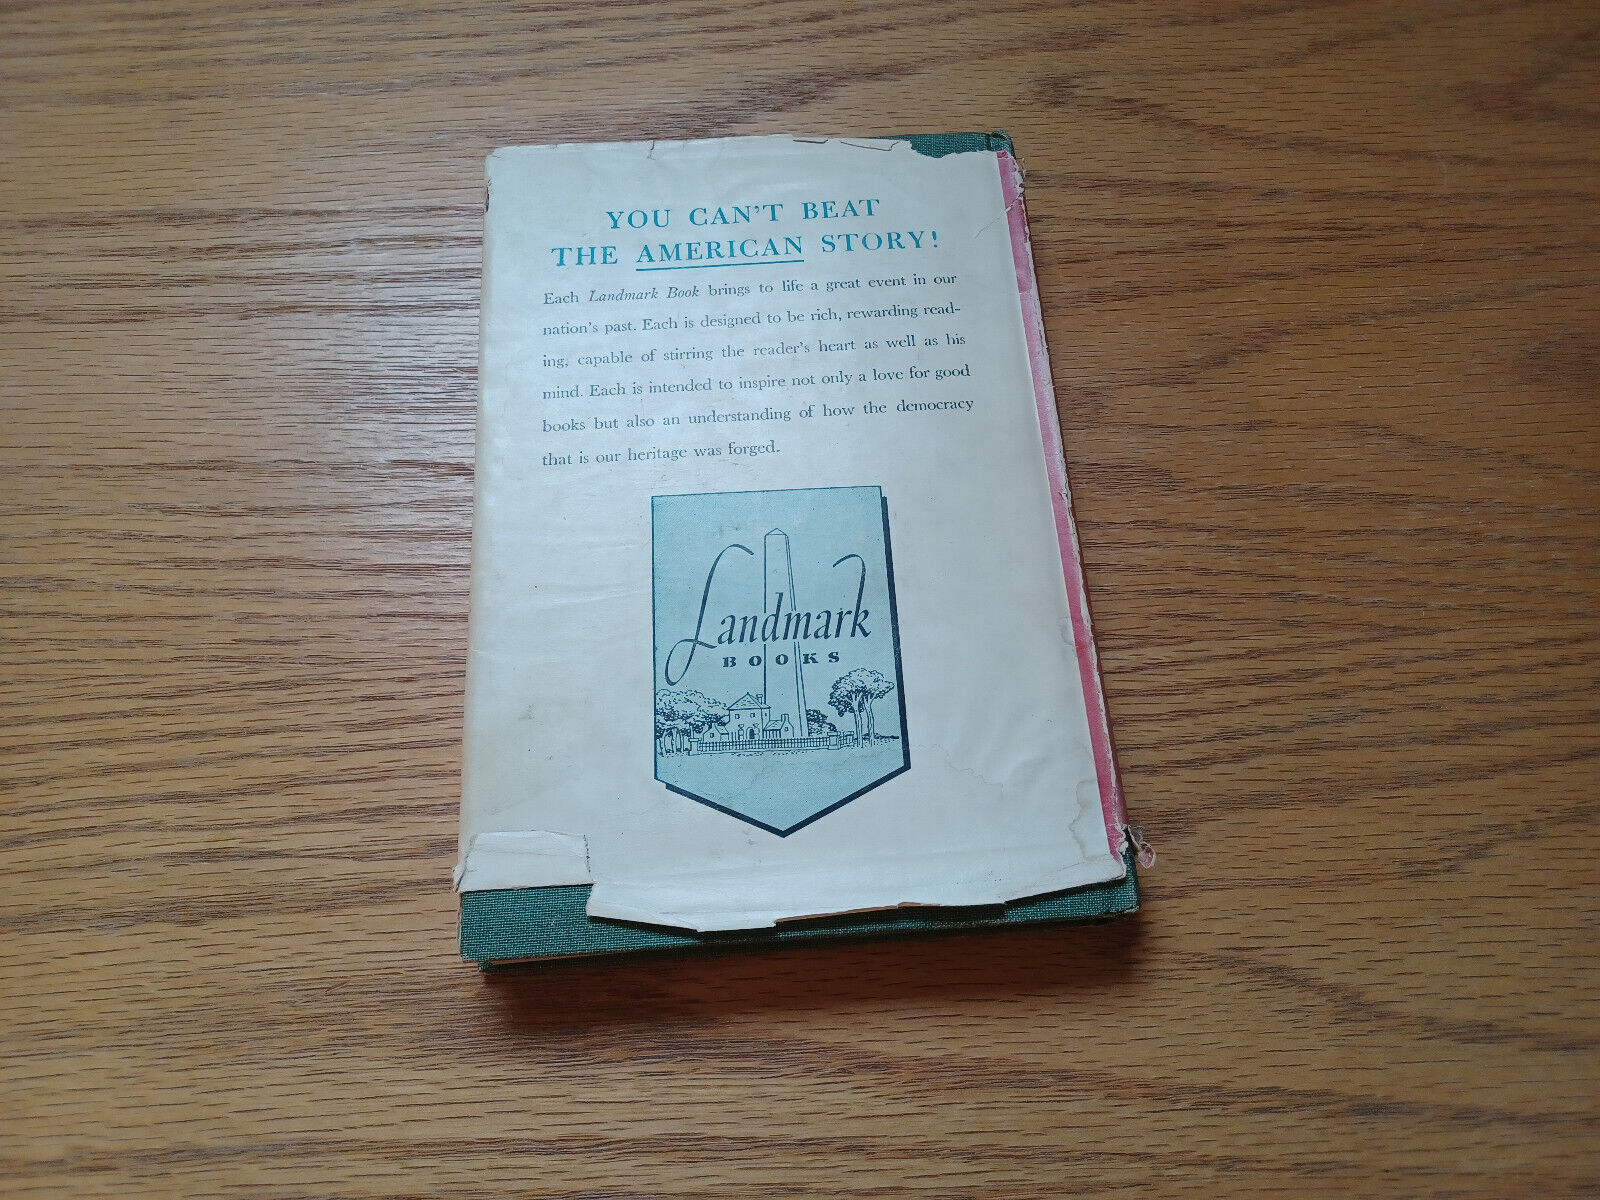 YOU CAN'T BEAT
THE AMERICAN STORY!
Each Landmark Book brings to life a great event in our
nation's past. Each is designed to be rich, rewarding read-
ing, capable of stirring the reader's heart as well as his
mind. Each is intended to inspire not only a love for good
books but also an understanding of how the democracy
that is our heritage was forged.
Landmark
BOOKS